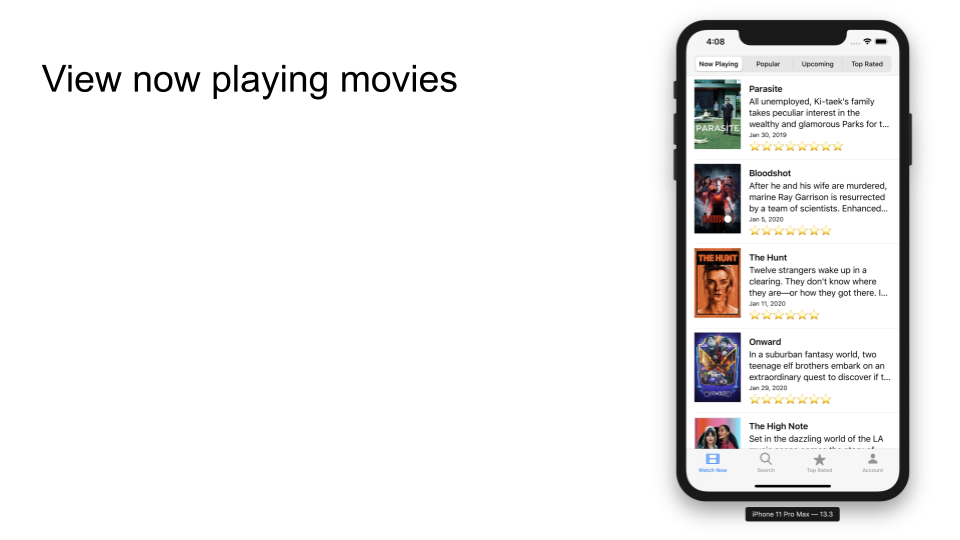 View now playing movies
4:08
Now Playing Popular Upcoming Top Rated
PARASITE
Parasite
All unemployed, Ki-taek's family
takes peculiar interest in the
wealthy and glamorous Parks for t...
Jan 30, 2019
Bloodshot
After he and his wife are murdered,
marine Ray Garrison is resurrected
by a team of scientists. Enhanced...
Jan 5, 2020
THE HUNT
The Hunt
Twelve strangers wake up in a
clearing. They don't know where
they are—or how they got there. I...
Jan 11, 2020
ONWARD
Onward
In a suburban fantasy world, two
teenage elf brothers embark on an
extraordinary quest to discover if t...
Jan 29, 2020
The High Note
Set in the dazzling world of the LA
Watch Now Search Top Rated Account
iPhone 11 Pro Max — 13.3